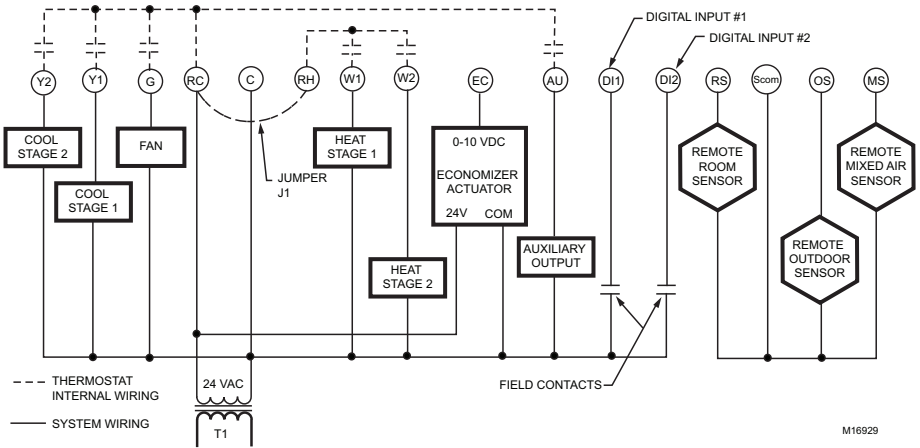 DIGITAL INPUT #1
DIGITAL INPUT #2
Y2
Y1
G
RC
C
RH
W1
W2
EC
AU
DI1
DI2
RS
Scom
OS
MS
COOL
STAGE 2
FAN
HEAT
STAGE 1
0-10 VDC
ECONOMIZER
ACTUATOR
24V COM
REMOTE
ROOM
SENSOR
REMOTE
MIXED AIR
SENSOR
JUMPER
J1
COOL
STAGE 1
AUXILIARY
OUTPUT
REMOTE
OUTDOOR
SENSOR
HEAT
STAGE 2
THERMOSTAT
INTERNAL WIRING
24 VAC
FIELD CONTACTS
SYSTEM WIRING
T1
M16929